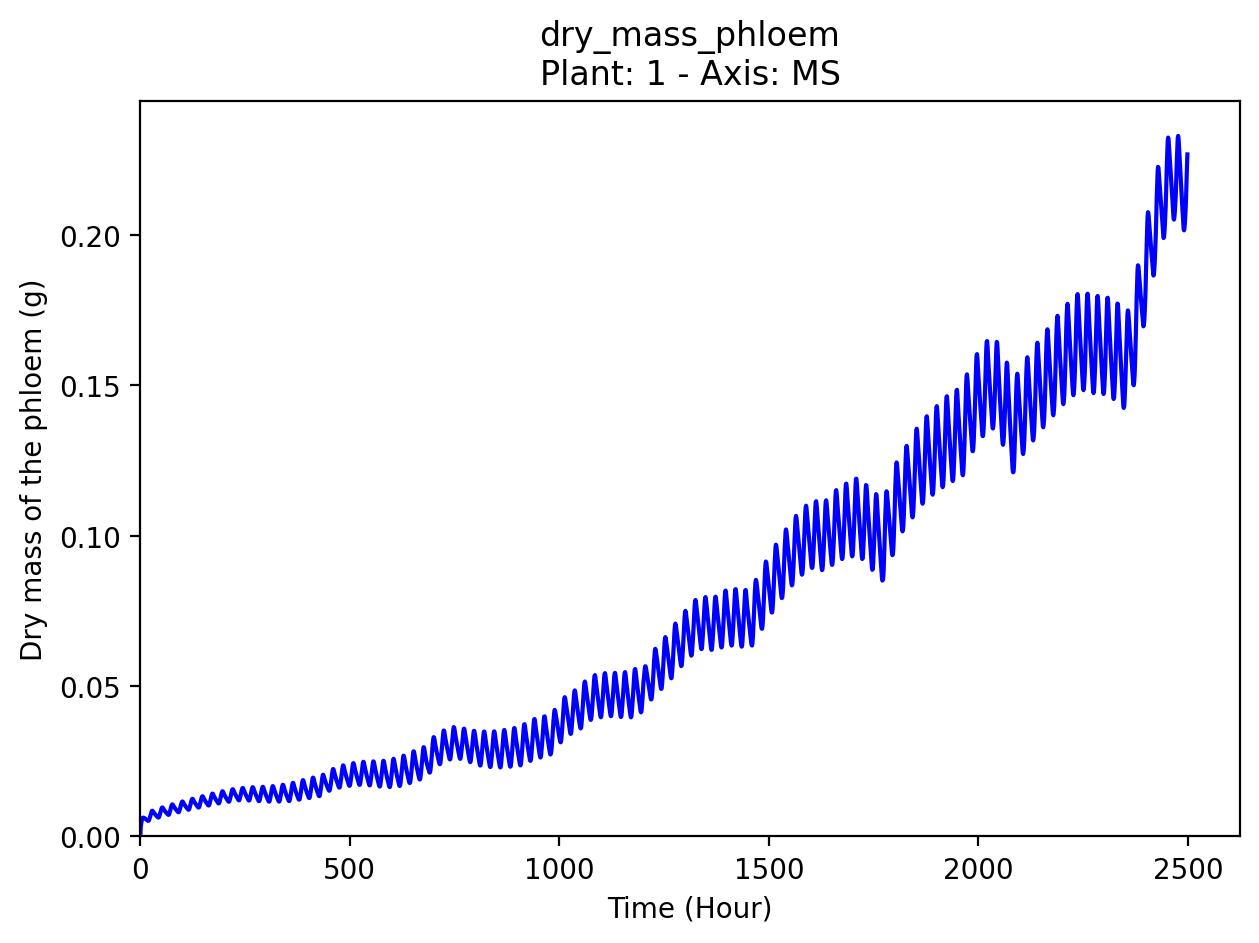 dry_mass_phloem
Plant: 1 - Axis: MS
Dry mass of the phloem (g)
0.20
0.15
0.10
0.05
0.00
0 500 1000 1500 2000 2500
Time (Hour)